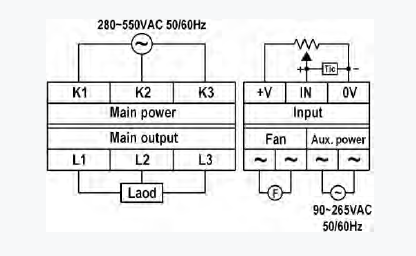 280~550VAC 50/60Hz
~
+ Tic -
K1 K2 K3 +V IN 0V
Main power Input
Main output Fan Aux. power
L1 L2 L3 ~ ~ ~ ~
Laod F ~
90~265VAC
50/60Hz